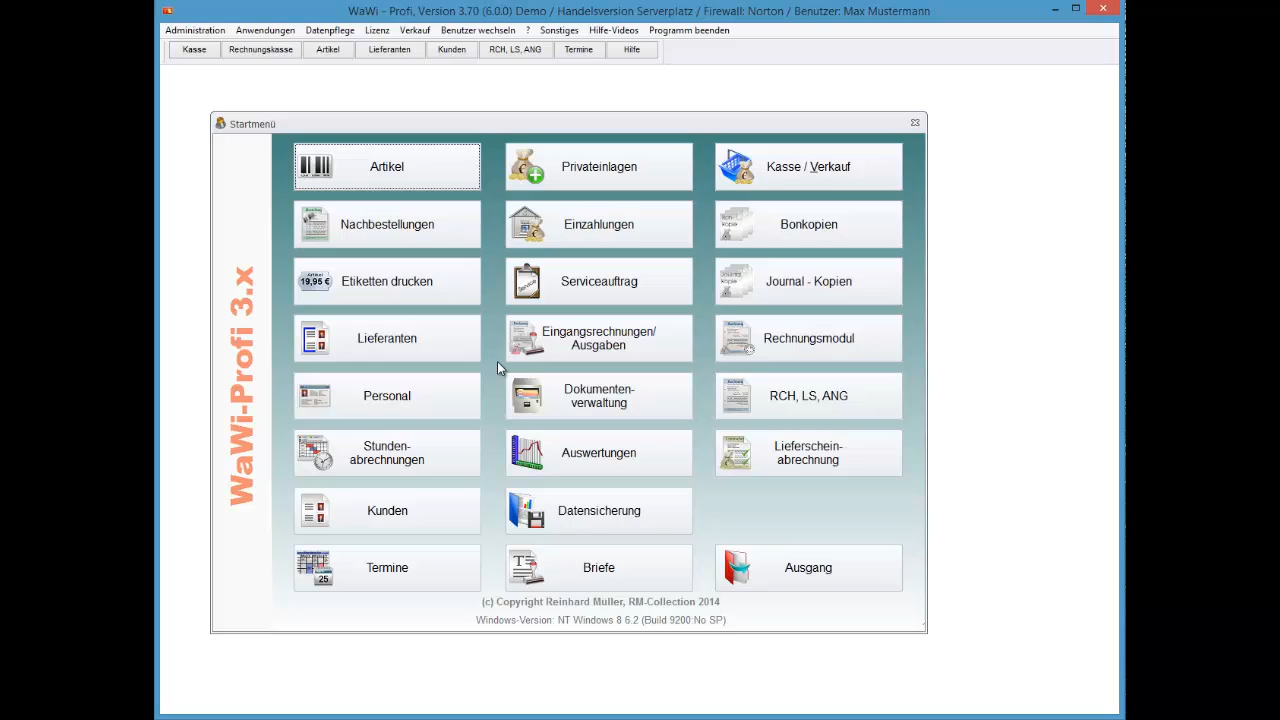 WaWi - Profi, Version 3.70 (6.0.0) Demo / Handelsversion Serverplatz / Firewall: Norton / Benutzer: Max Mustermann
Administration Anwendungen Datenpflege Lizenz Verkauf Benutzer wechseln ? Sonstiges Hilfe-Videos Programm beenden
Kasse Rechnungskasse Artikel Lieferanten Kunden RCH, LS, ANG Termine Hilfe
Startmenü
WaWi-Profi 3.x
Artikel
Privateinlagen
Kasse / Verkauf
Nachbestellungen
Einzahlungen
Bonkopien
Artikel
19,95 €
Etiketten drucken
Service
Serviceauftrag
Journal - Kopien
Lieferanten
Eingangsrechnungen/
Ausgaben
Rechnungsmodul
Personal
Dokumenten-
verwaltung
RCH, LS, ANG
Stunden-
abrechnungen
Auswertungen
Lieferschein-
abrechnung
Kunden
Datensicherung
25
Termine
Briefe
Ausgang
(c) Copyright Reinhard Müller, RM-Collection 2014
Windows-Version: NT Windows 8 6.2 (Build 9200:No SP)